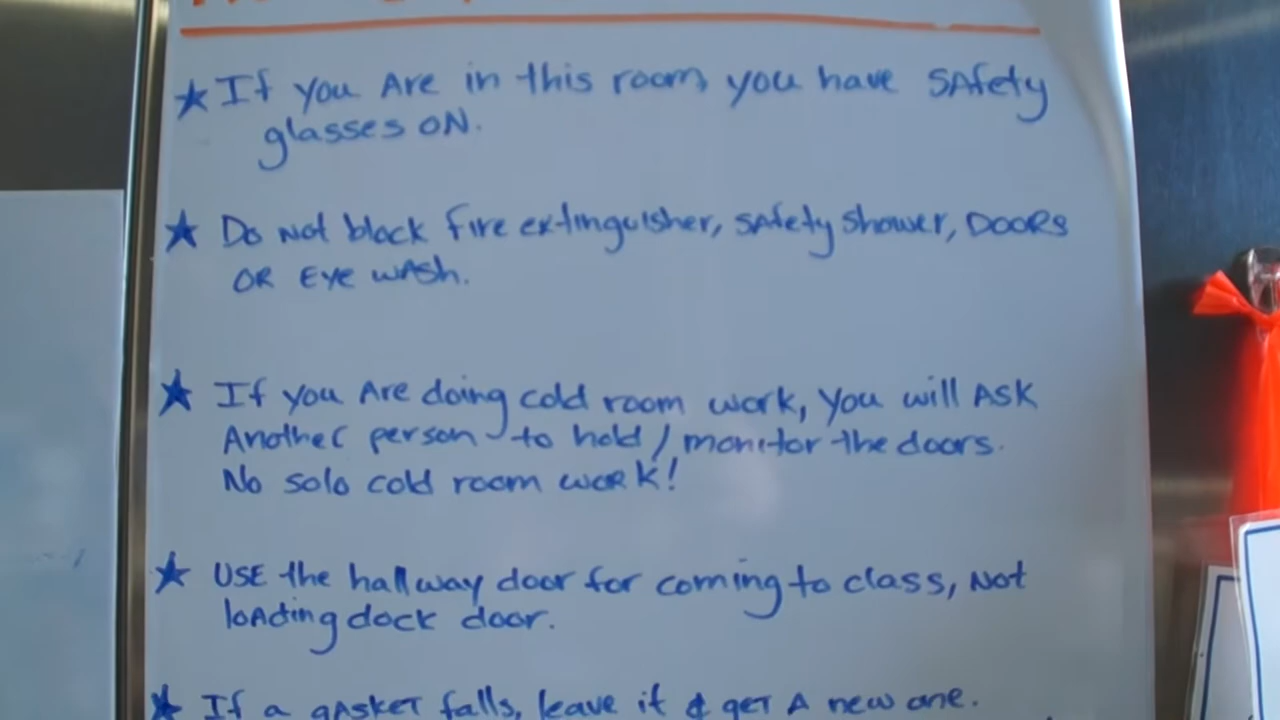 ★ If you Are in this room, you have SAfety
glasses ON.
★ Do Not block fire extinguisher, SAfety Shower, DOORS
OR EYE WASh.
★ If you Are doing cold room work, you will ASK
Another person to hold / monitor the doors.
No solo cold room work!
★ USE the hallway door for coming to class, Not
loAding dock door.
★ If a gASKET falls, leave it & get A new one.